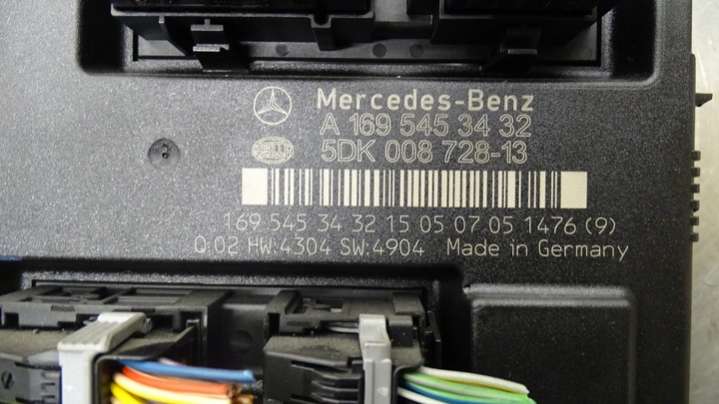 Mercedes-Benz
A 169 545 34 32
5DK 008 728-13
169 545 34 32 15 05 07 05 1476 (9)
Q:02 HW:4304 SW:4904 Made in Germany